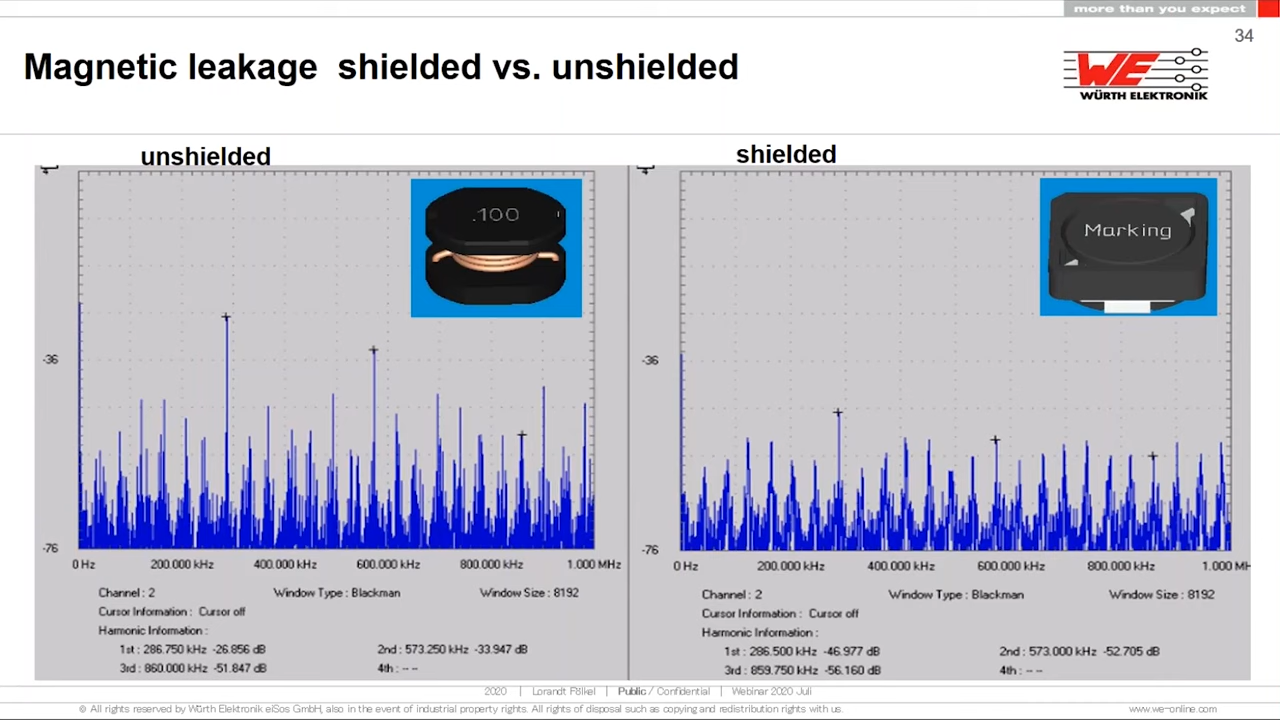 more than you expect
34
Magnetic leakage shielded vs. unshielded
WE
WÜRTH ELEKTRONIK
unshielded
shielded
.100
Marking
-36
-76
0 Hz 200.000 kHz 400.000 kHz 600.000 kHz 800.000 kHz 1.000 MHz
Channel : 2 Window Type : Blackman Window Size : 8192
Cursor Information : Cursor off
Harmonic Information :
1st : 286.750 kHz -26.856 dB 2nd : 573.250 kHz -33.947 dB
3rd : 860.000 kHz -51.847 dB 4th : -- --
-36
-76
0 Hz 200.000 kHz 400.000 kHz 600.000 kHz 800.000 kHz 1.000 MH
Channel : 2 Window Type : Blackman Window Size : 8192
Cursor Information : Cursor off
Harmonic Information :
1st : 286.500 kHz -46.977 dB 2nd : 573.000 kHz -52.705 dB
3rd : 859.750 kHz -56.160 dB 4th : -- --
2020 | Lorandt Fölkel | Public / Confidential | Webinar 2020 Juli
© All rights reserved by Würth Elektronik eiSos GmbH, also in the event of industrial property rights. All rights of disposal such as copying and redistribution rights with us.
www.we-online.com